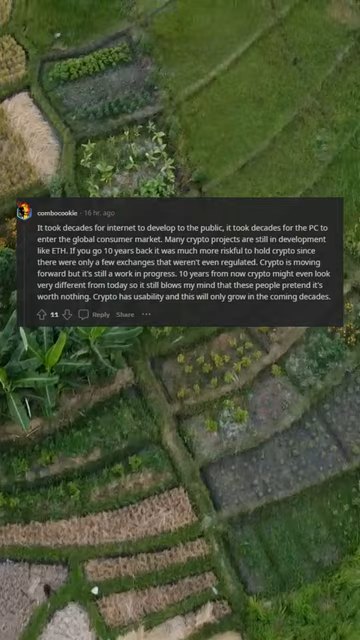 combocookie · 16 hr. ago
It took decades for internet to develop to the public, it took decades for the PC to
enter the global consumer market. Many crypto projects are still in development
like ETH. If you go 10 years back it was much more riskful to hold crypto since
there were only a few exchanges that weren't even regulated. Crypto is moving
forward but it's still a work in progress. 10 years from now crypto might even look
very different from today so it still blows my mind that these people pretend it's
worth nothing. Crypto has usability and this will only grow in the coming decades.
11 Reply Share ···